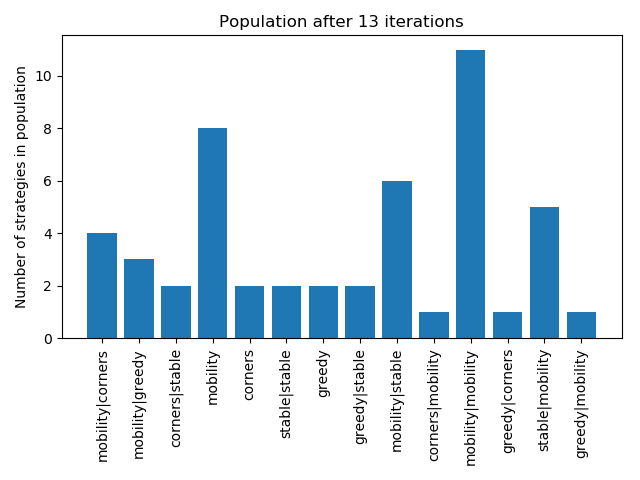 Population after 13 iterations
Number of strategies in population
10
8
6
4
2
0
mobility|corners
mobility|greedy
corners|stable
mobility
corners
stable|stable
greedy
greedy|stable
mobility|stable
corners|mobility
mobility|mobility
greedy|corners
stable|mobility
greedy|mobility